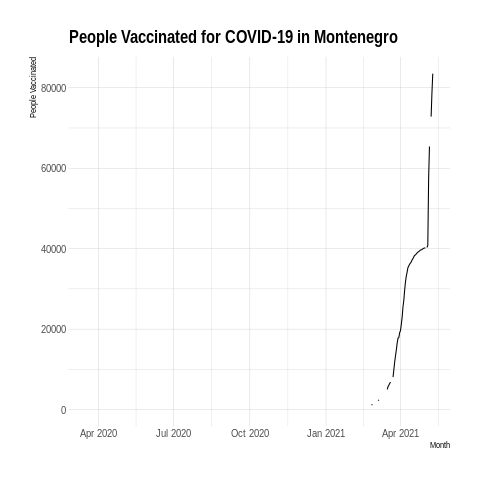 People Vaccinated for COVID-19 in Montenegro
People Vaccinated
80000
60000
40000
20000
0
Apr 2020 Jul 2020 Oct 2020 Jan 2021 Apr 2021
Month